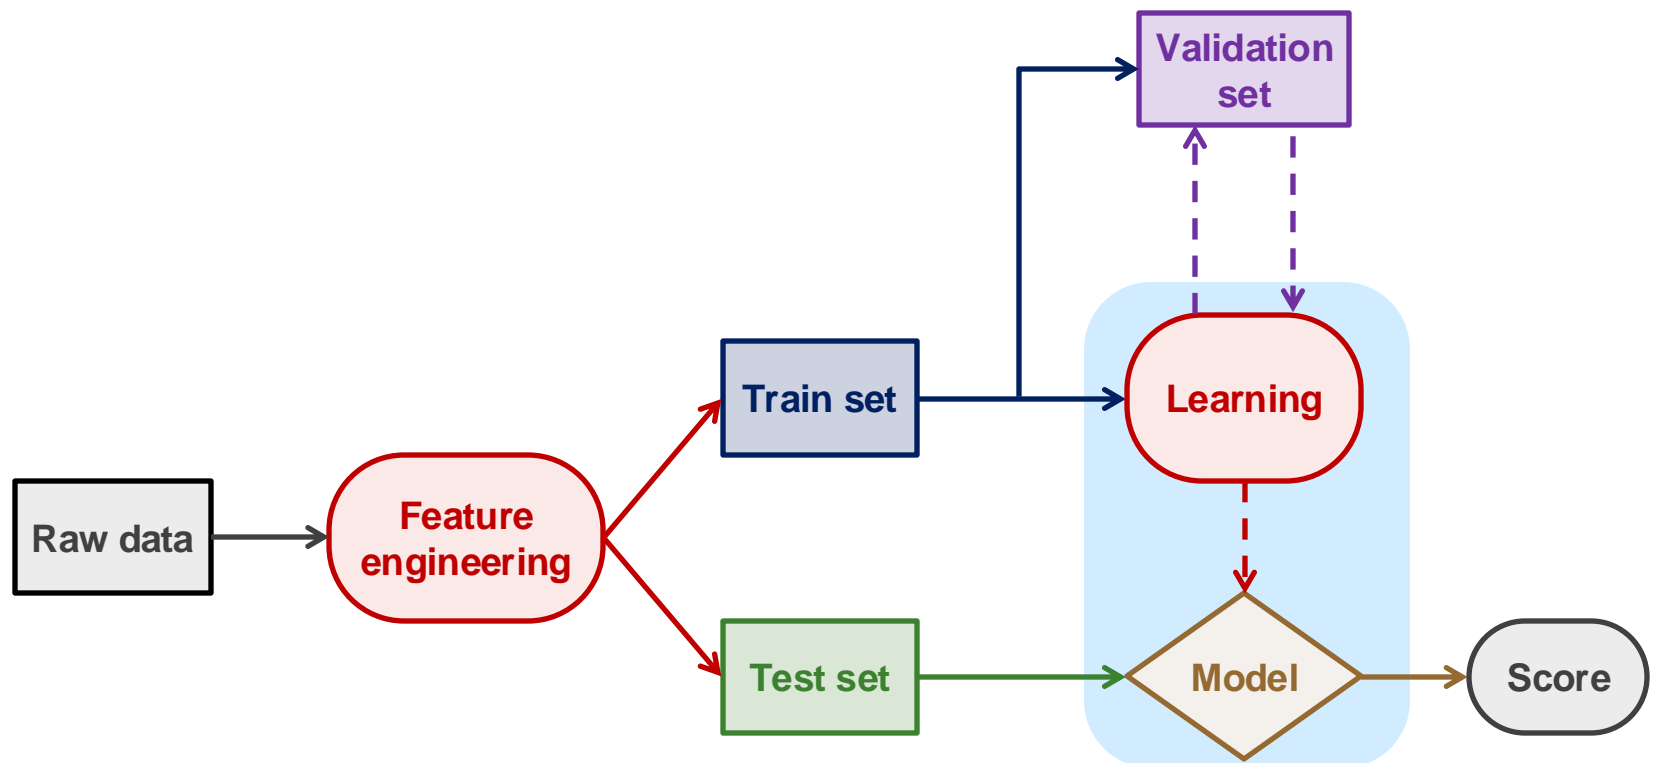 Validation
set
Train set
Learning
Raw data
Feature
engineering
Test set
Model
Score